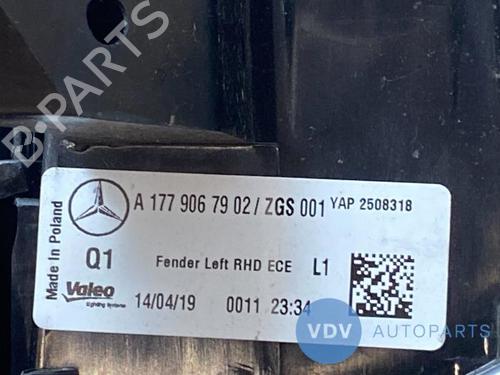 B-PARTS
A 177 906 79 02 / ZGS 001 YAP 2508318
Made in Poland
Q1 Fender Left RHD ECE L1
Valeo
Lighting Systems
14/04/19 0011 23:34
VDV AUTOPARTS